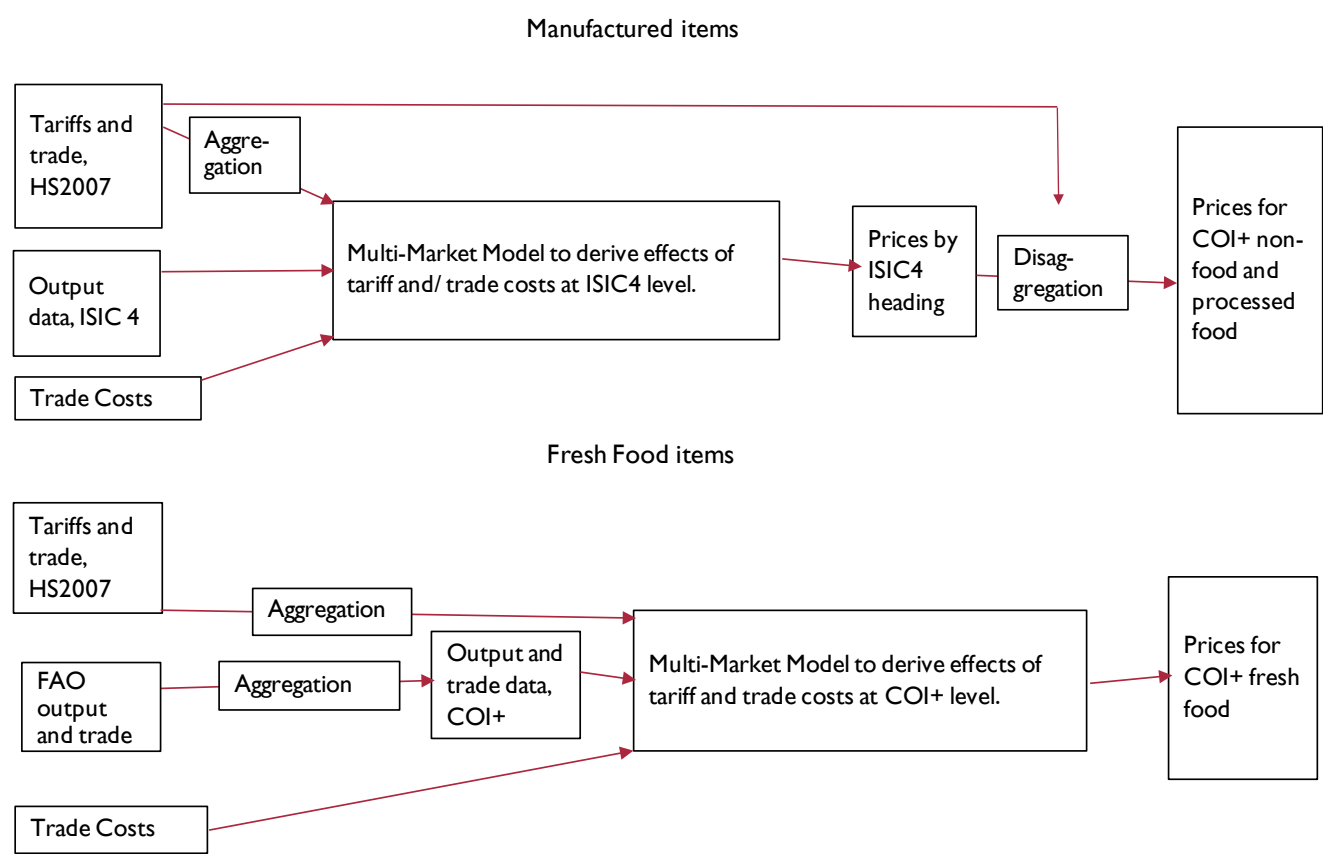 Manufactured items
Tariffs and
trade,
HS2007
Aggre-
gation
Output
data, ISIC 4
Trade Costs
Multi-Market Model to derive effects of
tariff and/ trade costs at ISIC4 level.
Prices by
ISIC4
heading
Disag-
gregation
Prices for
COI+ non-
food and
processed
food
Fresh Food items
Tariffs and
trade,
HS2007
Aggregation
FAO
output
and trade
Aggregation
Output and
trade data,
COI+
Trade Costs
Multi-Market Model to derive effects of
tariff and trade costs at COI+ level.
Prices for
COI+ fresh
food